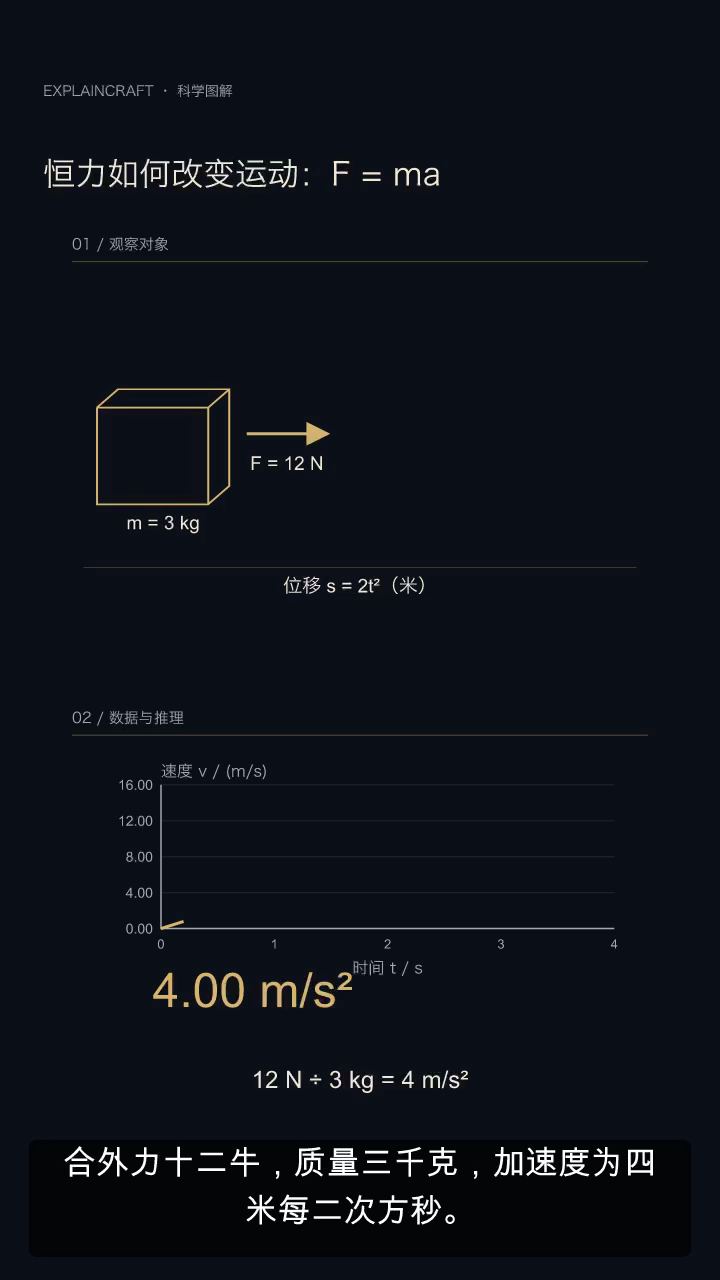 EXPLAINCRAFT · 科学图解
恒力如何改变运动：F = ma
01 / 观察对象
F = 12 N
m = 3 kg
位移 s = 2t²（米）
02 / 数据与推理
速度 v / (m/s)
16.00
12.00
8.00
4.00
0.00
0 1 2 3 4
时间 t / s
4.00 m/s²
12 N ÷ 3 kg = 4 m/s²
合外力十二牛，质量三千克，加速度为四
米每二次方秒。